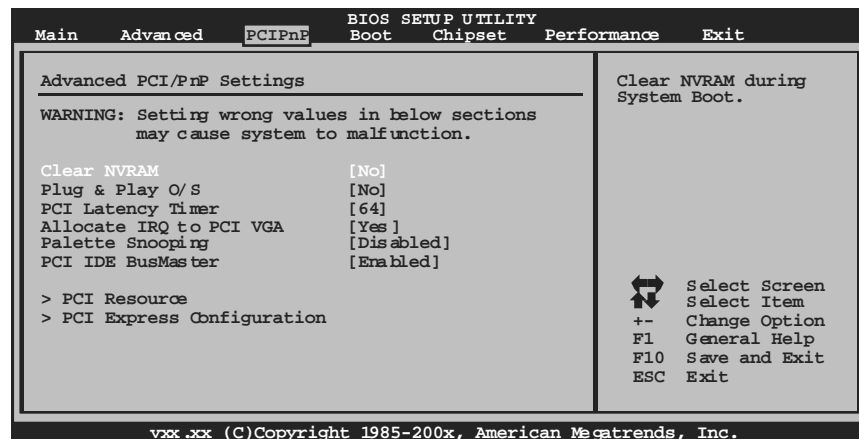 BIOS SETUP UTILITY
Main Advanced PCIPnP Boot Chipset Performance Exit
Advanced PCI/PnP Settings
WARNING: Setting wrong values in below sections
may cause system to malfunction.
Clear NVRAM [No]
Plug & Play O/S [No]
PCI Latency Timer [64]
Allocate IRQ to PCI VGA [Yes]
Palette Snooping [Disabled]
PCI IDE BusMaster [Enabled]
> PCI Resource
> PCI Express Configuration
Clear NVRAM during
System Boot.
Select Screen
Select Item
+- Change Option
F1 General Help
F10 Save and Exit
ESC Exit
vxx.xx (C)Copyright 1985-200x, American Megatrends, Inc.